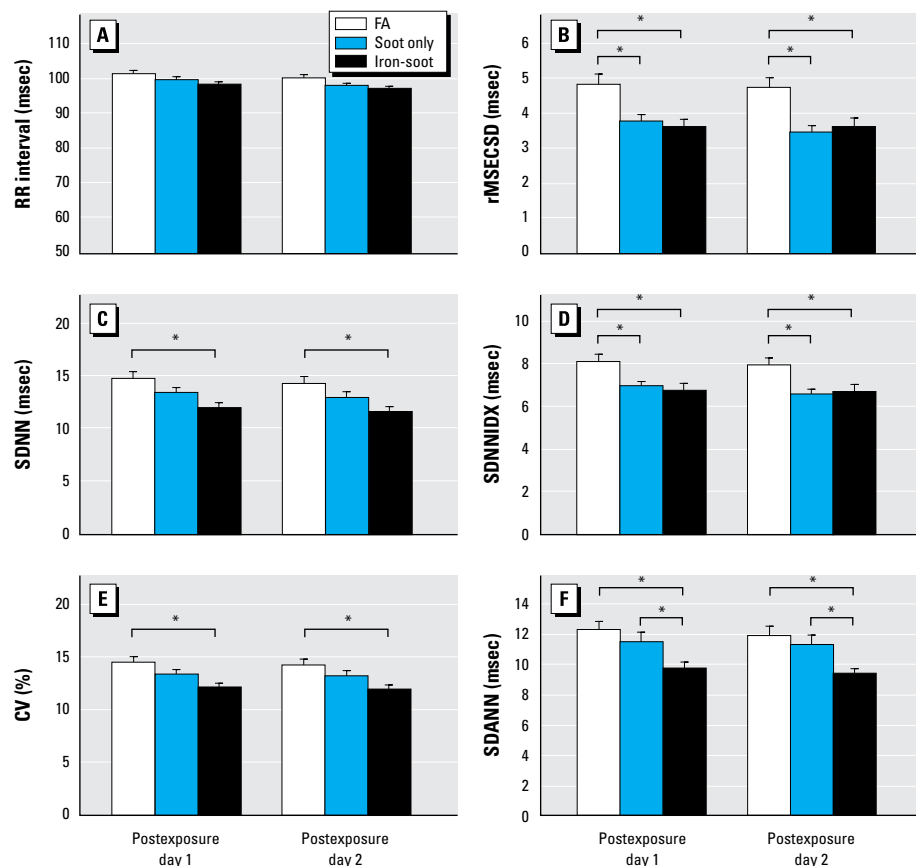 A
FA
Soot only
Iron-soot
RR interval (msec)
110
100
90
80
70
60
50
B
rMSECSD (msec)
6
5
4
3
2
1
0
*
*
*
*
C
SDNN (msec)
20
15
10
5
0
*
*
D
SDNNIDX (msec)
10
8
6
4
2
0
*
*
*
*
E
CV (%)
20
15
10
5
0
*
*
Postexposure
day 1
Postexposure
day 2
F
SDANN (msec)
14
12
10
8
6
4
2
0
*
*
*
*
Postexposure
day 1
Postexposure
day 2